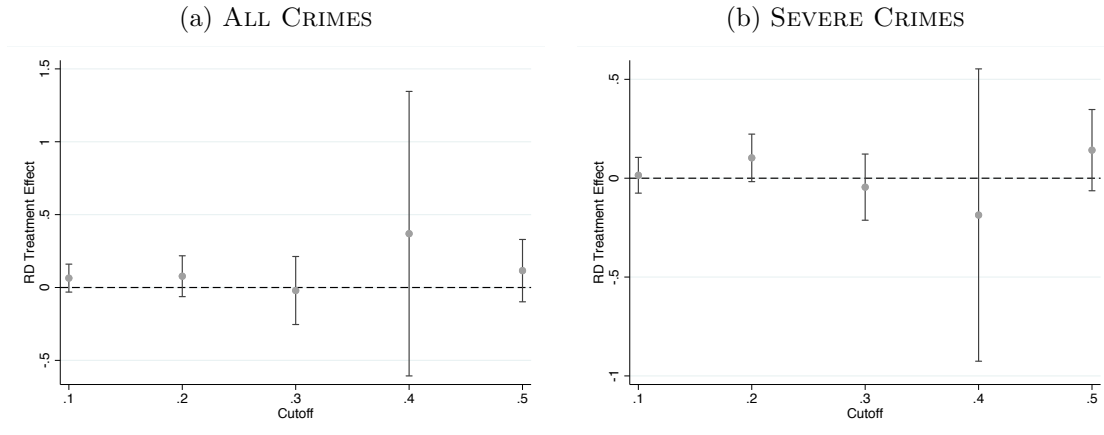 (a) ALL CRIMES
1.5
1
.5
0
-.5
RD Treatment Effect
.1 .2 .3 .4 .5
Cutoff
(b) SEVERE CRIMES
.5
0
-.5
-1
RD Treatment Effect
.1 .2 .3 .4 .5
Cutoff